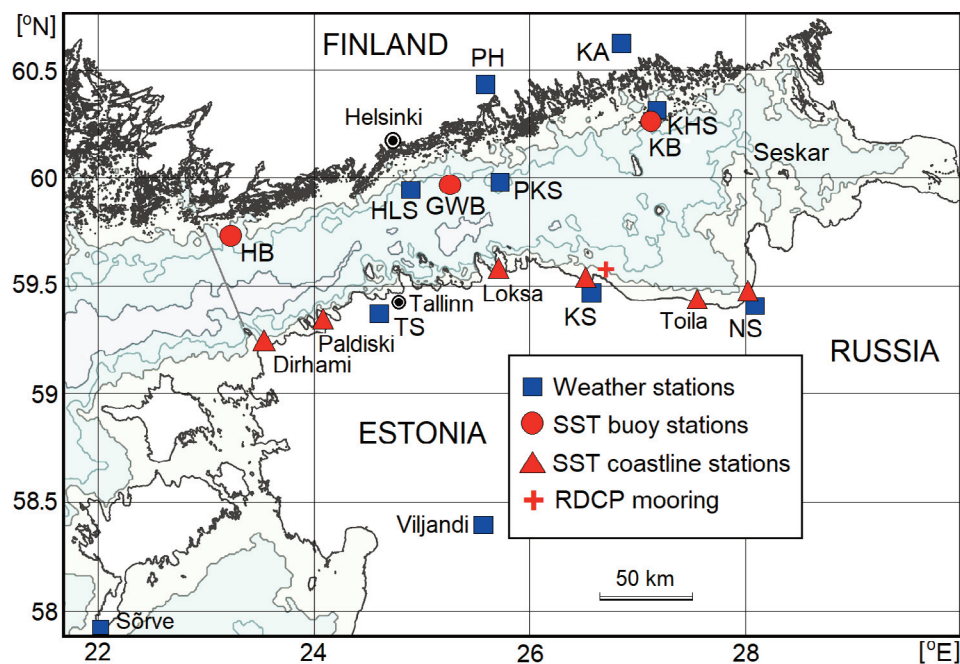 [°N]
FINLAND
KA
PH
60.5
Helsinki
KHS
KB
Seskar
60
HLS
GWB
PKS
HB
59.5
Loksa
Tallinn
TS
KS
Toila
NS
Paldiski
Dirhami
RUSSIA
59
Weather stations
ESTONIA
SST buoy stations
SST coastline stations
58.5
RDCP mooring
Viljandi
50 km
58
Sõrve
22
24
26
28
[°E]